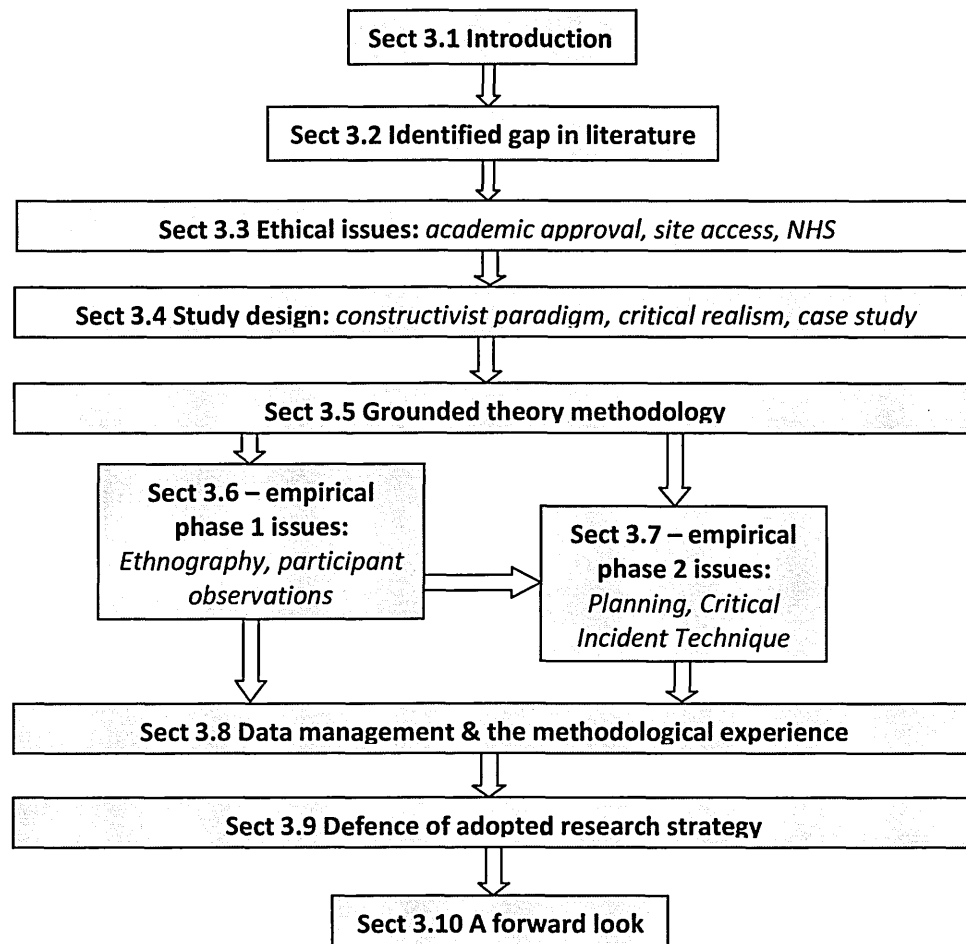 Sect 3.1 Introduction
Sect 3.2 Identified gap in literature
Sect 3.3 Ethical issues: academic approval, site access, NHS
Sect 3.4 Study design: constructivist paradigm, critical realism, case study
Sect 3.5 Grounded theory methodology
Sect 3.6 – empirical
phase 1 issues:
Ethnography, participant
observations
Sect 3.7 – empirical
phase 2 issues:
Planning, Critical
Incident Technique
Sect 3.8 Data management & the methodological experience
Sect 3.9 Defence of adopted research strategy
Sect 3.10 A forward look